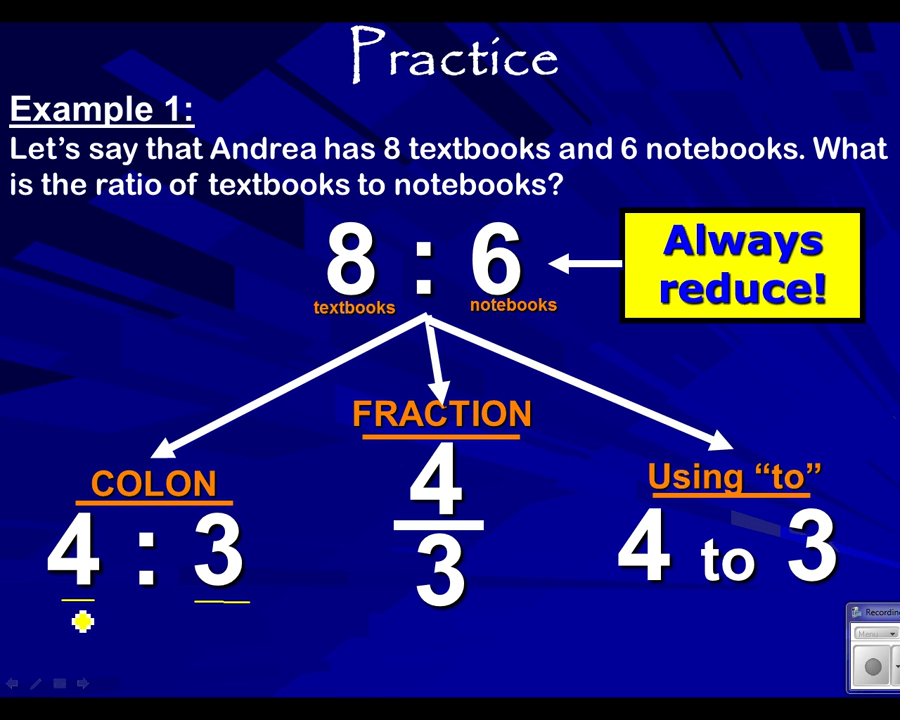 Practice
Example 1:
Let’s say that Andrea has 8 textbooks and 6 notebooks. What
is the ratio of textbooks to notebooks?
8 : 6
textbooks
notebooks
Always
reduce!
FRACTION
4
3
COLON
4 : 3
Using “to”
4 to 3
Recordin
Menu